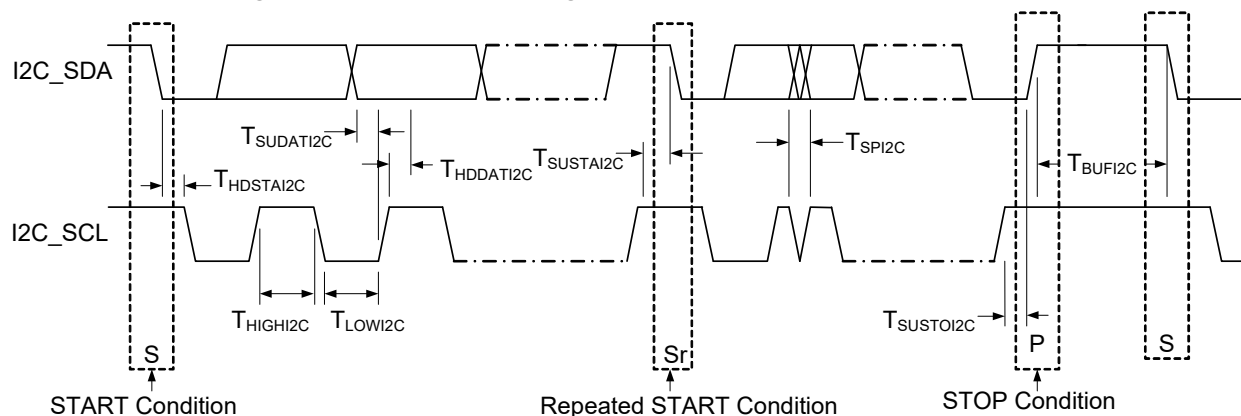 I2C_SDA
T_SUDATI2C
T_HDDATI2C
T_SUSTAI2C
T_SPI2C
T_BUFI2C
T_HDSTAI2C
I2C_SCL
T_HIGHI2C
T_LOWI2C
T_SUSTOI2C
S
Sr
P
S
START Condition
Repeated START Condition
STOP Condition